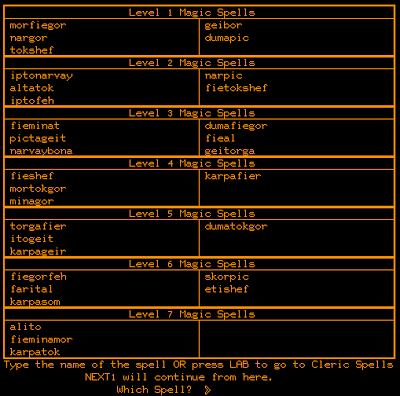 Level 1 Magic Spells
morfiegor geibor
nargor dumapic
tokshef
Level 2 Magic Spells
iptonarvay narpic
altatok fietokshef
iptofeh
Level 3 Magic Spells
fieminat dumafiegor
pictageit fieal
narvaybona geitorga
Level 4 Magic Spells
fieshef karpafier
mortokgor
minagor
Level 5 Magic Spells
torgafier dumatokgor
itogeit
karpageir
Level 6 Magic Spells
fiegorfeh skorpic
farital etishef
karpasom
Level 7 Magic Spells
alito
fieminamor
karpatok
Type the name of the spell OR press LAB to go to Cleric Spells
NEXT1 will continue from here.
Which Spell? >